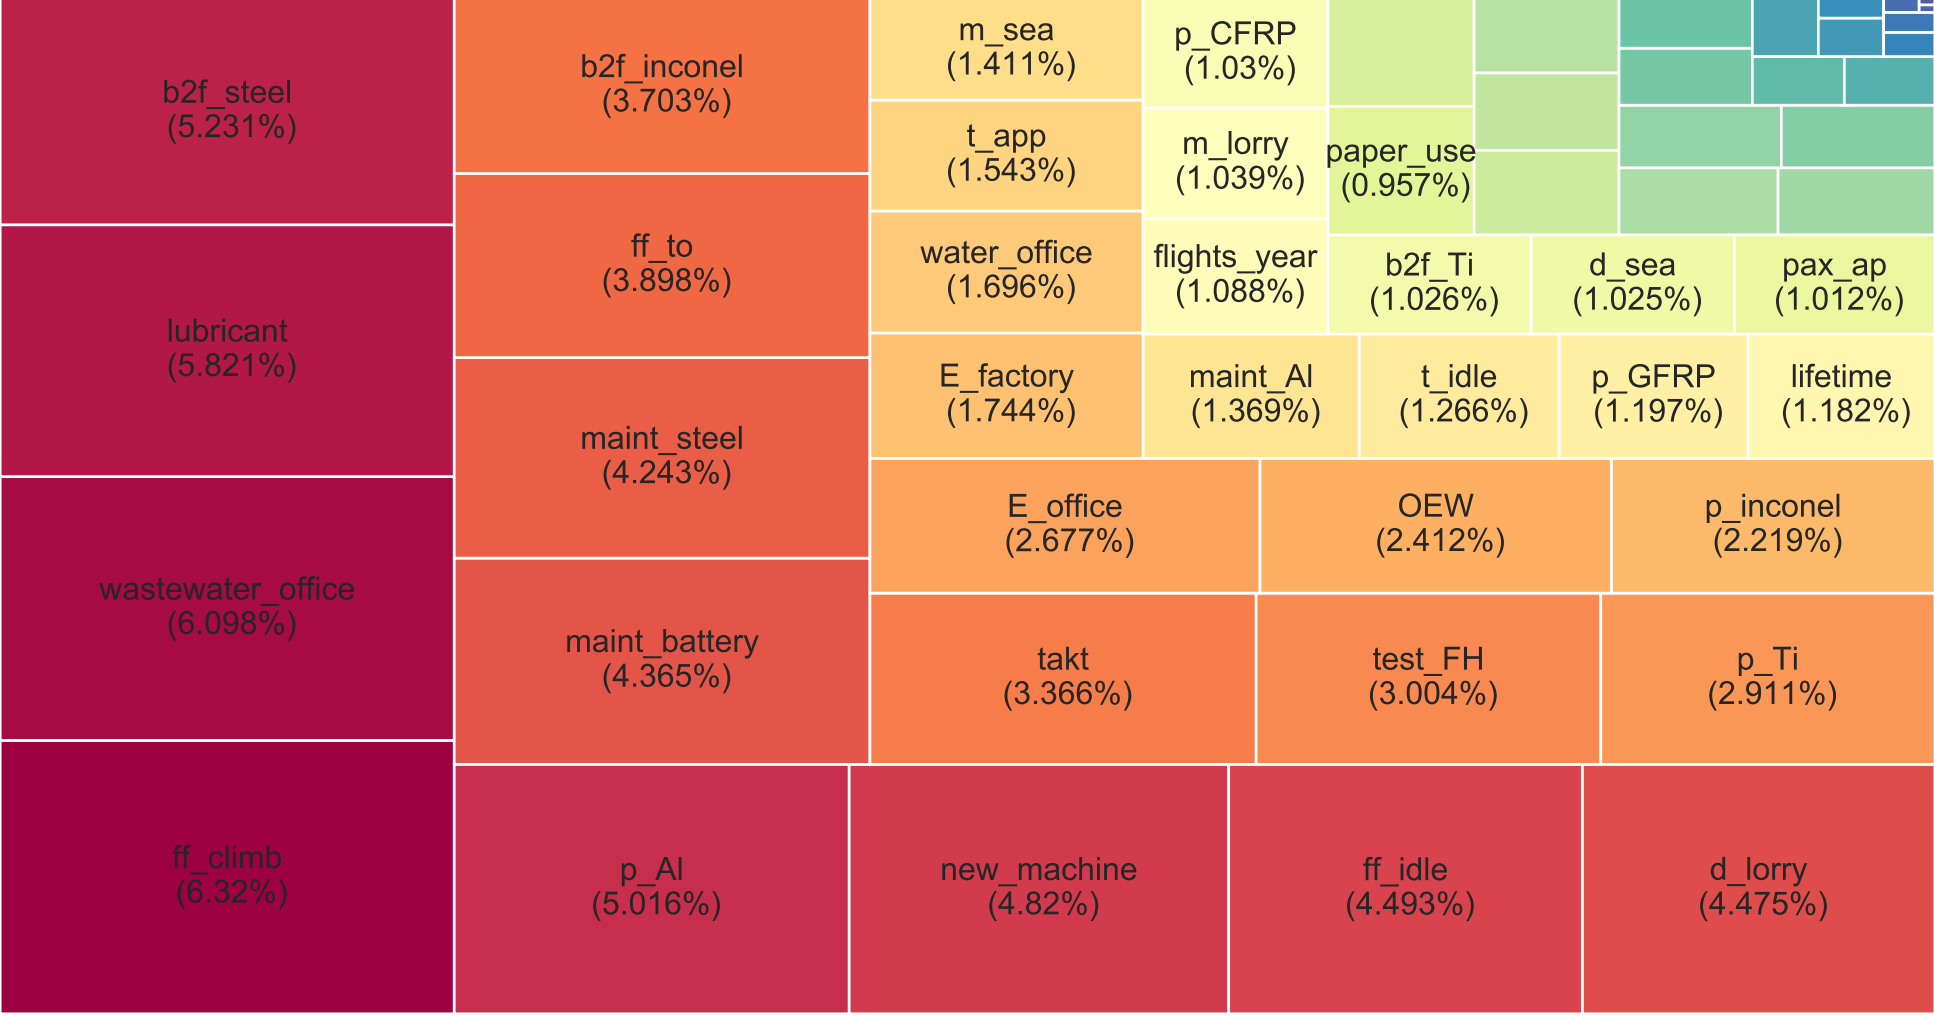 b2f_steel
(5.231%)
lubricant
(5.821%)
wastewater_office
(6.098%)
ff_climb
(6.32%)
b2f_inconel
(3.703%)
ff_to
(3.898%)
maint_steel
(4.243%)
maint_battery
(4.365%)
p_Al
(5.016%)
new_machine
(4.82%)
ff_idle
(4.493%)
d_lorry
(4.475%)
m_sea
(1.411%)
t_app
(1.543%)
water_office
(1.696%)
E_factory
(1.744%)
p_CFRP
(1.03%)
m_lorry
(1.039%)
flights_year
(1.088%)
paper_use
(0.957%)
b2f_Ti
(1.026%)
d_sea
(1.025%)
pax_ap
(1.012%)
maint_Al
(1.369%)
t_idle
(1.266%)
p_GFRP
(1.197%)
lifetime
(1.182%)
E_office
(2.677%)
OEW
(2.412%)
p_inconel
(2.219%)
takt
(3.366%)
test_FH
(3.004%)
p_Ti
(2.911%)